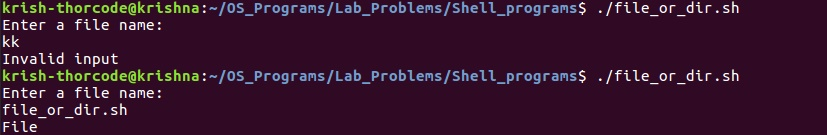 krish-thorcode@krishna:~/OS_Programs/Lab_Problems/Shell_programs$ ./file_or_dir.sh
Enter a file name:
kk
Invalid input
krish-thorcode@krishna:~/OS_Programs/Lab_Problems/Shell_programs$ ./file_or_dir.sh
Enter a file name:
file_or_dir.sh
File